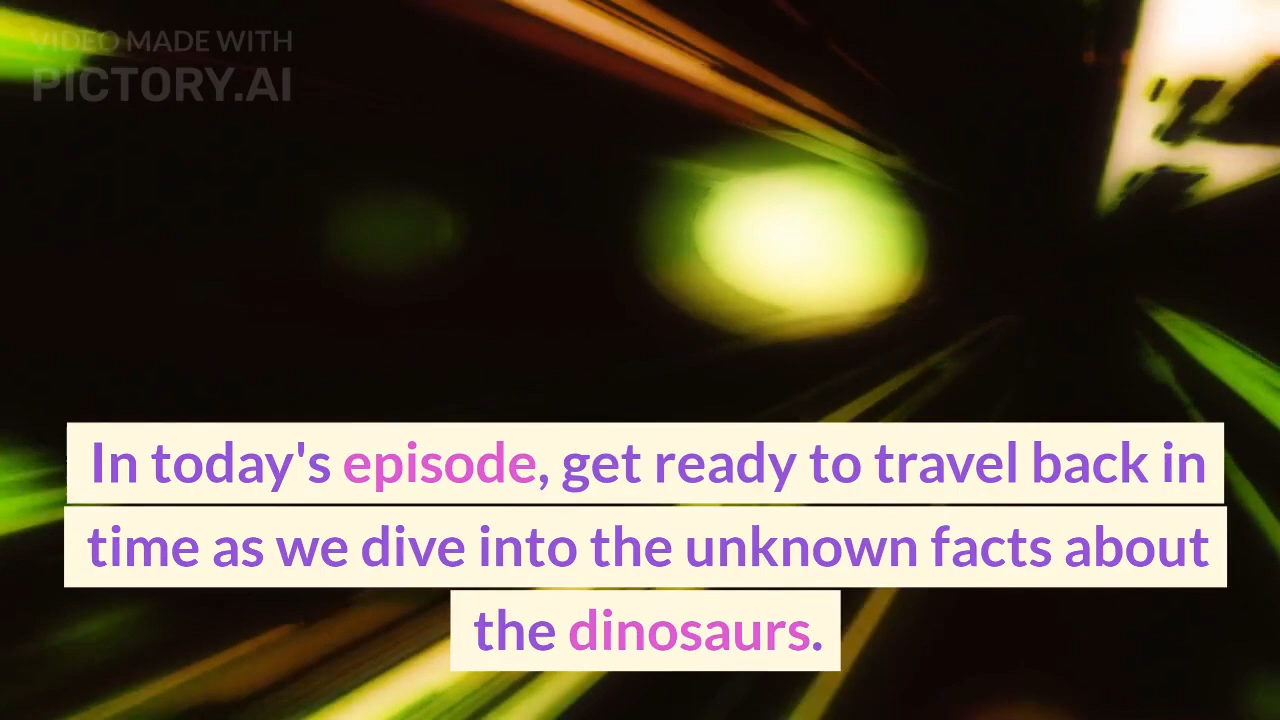 VIDEO MADE WITH
PICTORY.AI
In today's episode, get ready to travel back in
time as we dive into the unknown facts about
the dinosaurs.